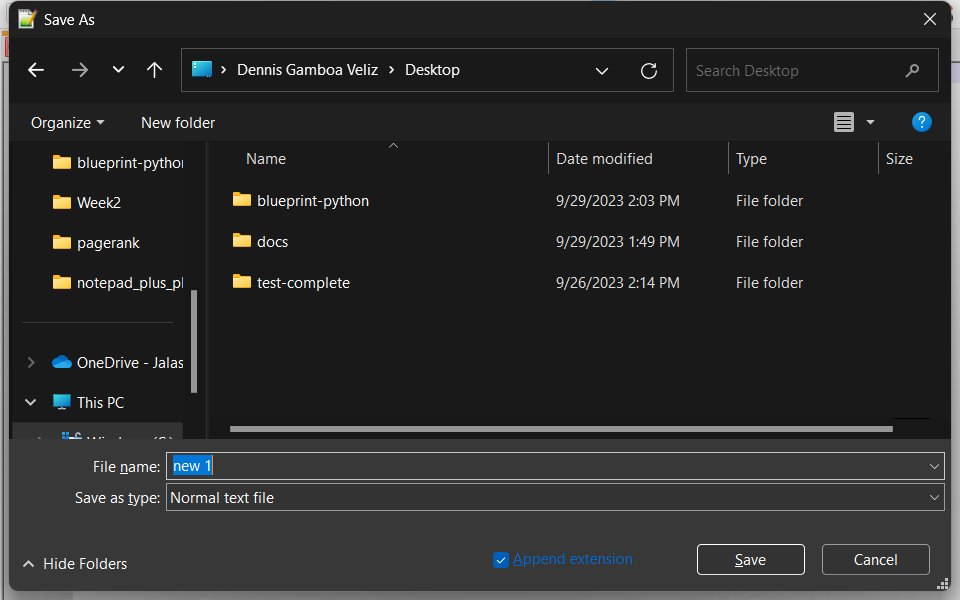 Save As
Dennis Gamboa Veliz Desktop
Search Desktop
Organize New folder
Name Date modified Type Size
blueprint-python
Week2
pagerank
notepad_plus_pl
OneDrive - Jalas
This PC
blueprint-python 9/29/2023 2:03 PM File folder
docs 9/29/2023 1:49 PM File folder
test-complete 9/26/2023 2:14 PM File folder
File name: new 1
Save as type: Normal text file
Hide Folders
Append extension
Save
Cancel